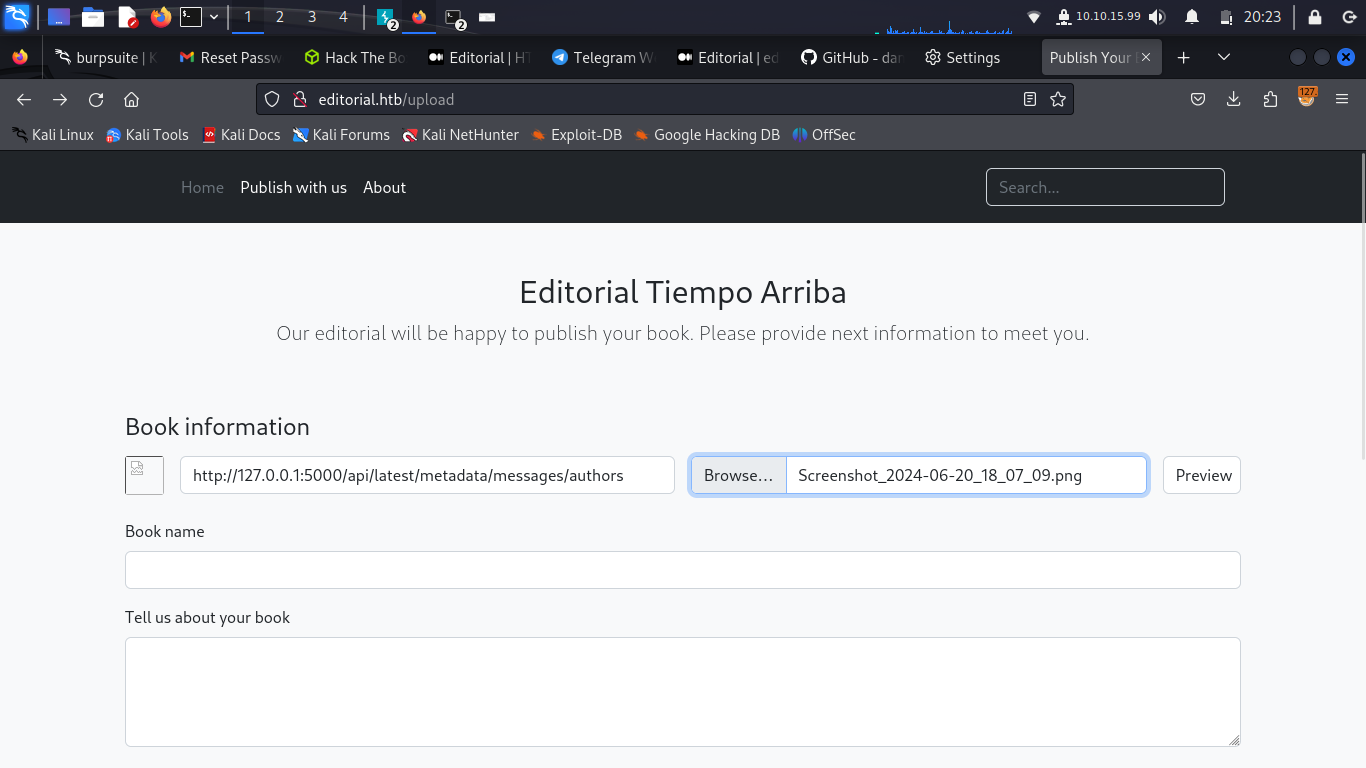 1 2 3 4 2 2 10.10.15.99 20:23
burpsuite | K Reset Passw Hack The Bo Editorial | HT Telegram W Editorial | ed GitHub - dar Settings Publish Your
editorial.htb/upload 127.
Kali Linux Kali Tools Kali Docs Kali Forums Kali NetHunter Exploit-DB Google Hacking DB OffSec
Home Publish with us About Search...
Editorial Tiempo Arriba
Our editorial will be happy to publish your book. Please provide next information to meet you.
Book information
http://127.0.0.1:5000/api/latest/metadata/messages/authors Browse... Screenshot_2024-06-20_18_07_09.png Preview
Book name
Tell us about your book